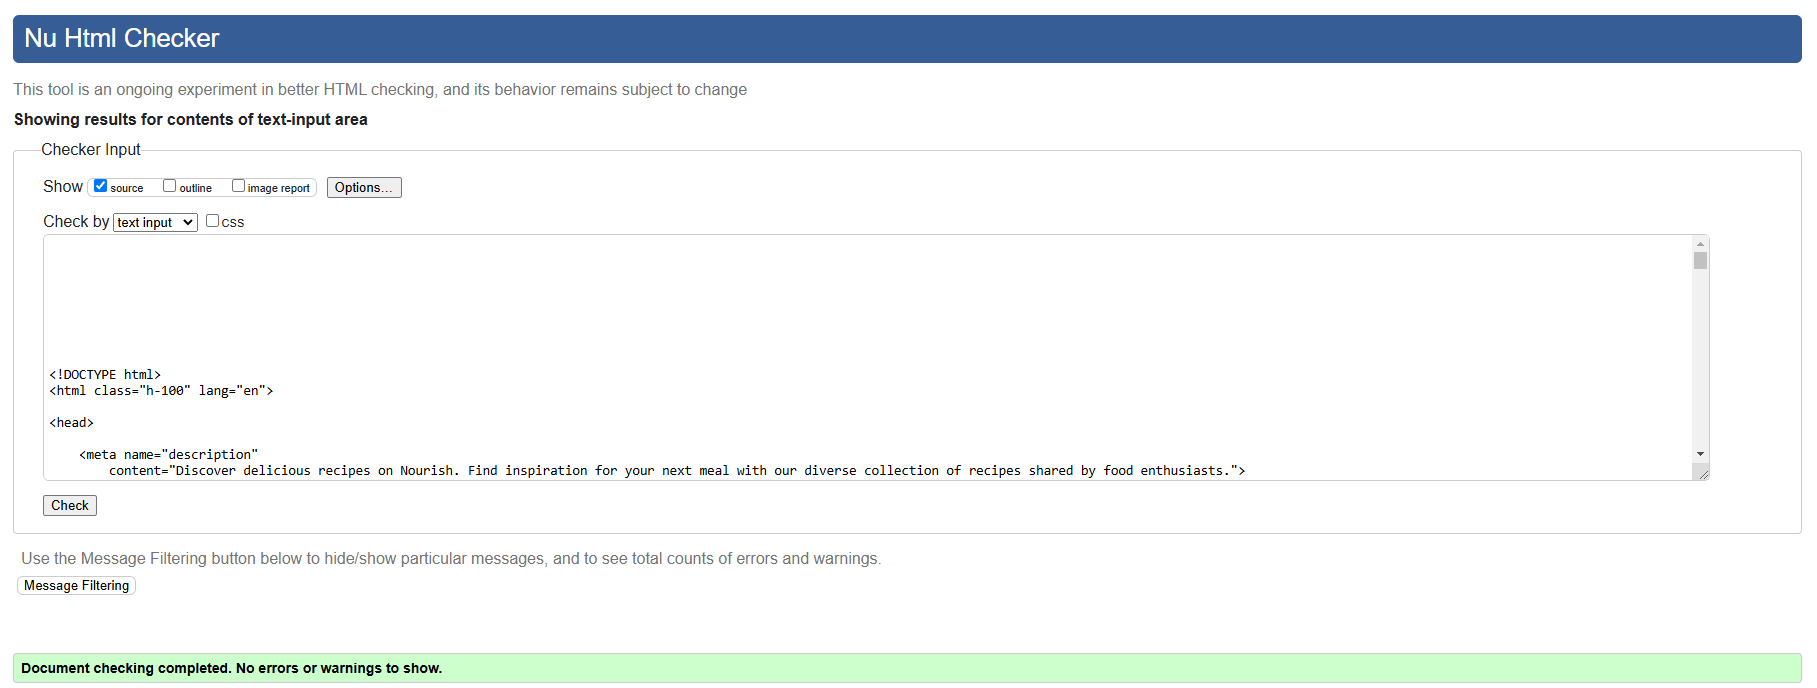 Nu Html Checker
This tool is an ongoing experiment in better HTML checking, and its behavior remains subject to change
Showing results for contents of text-input area
Checker Input
Show source outline image report Options...
Check by text input css
<!DOCTYPE html>
<html class="h-100" lang="en">
<head>
<meta name="description"
content="Discover delicious recipes on Nourish. Find inspiration for your next meal with our diverse collection of recipes shared by food enthusiasts.">
Check
Use the Message Filtering button below to hide/show particular messages, and to see total counts of errors and warnings.
Message Filtering
Document checking completed. No errors or warnings to show.